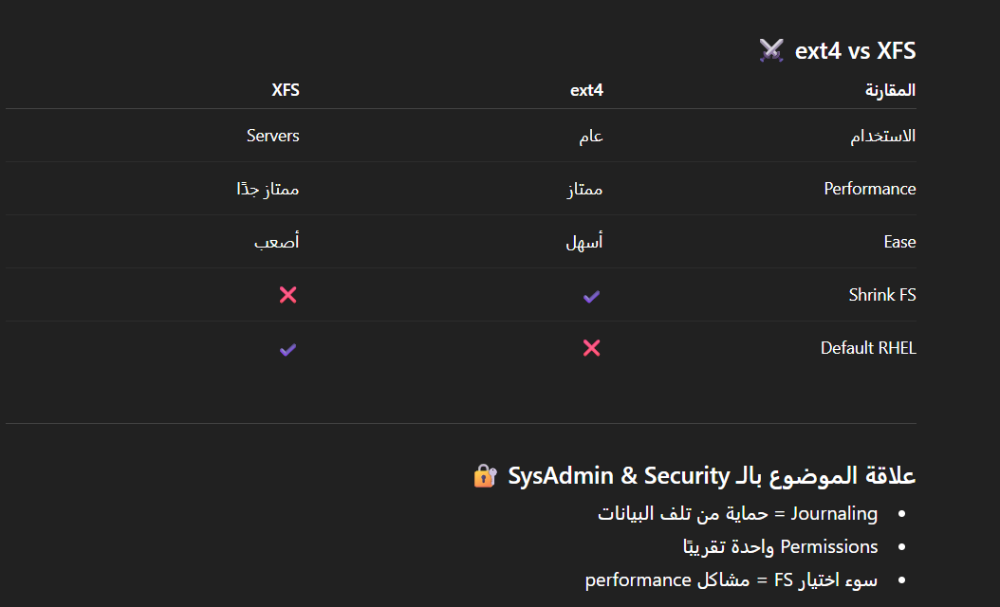 ext4 vs XFS ⚔️
المقارنة ext4 XFS
الاستخدام عام Servers
Performance ممتاز ممتاز جدًا
Ease أسهل أصعب
Shrink FS ✔ ❌
Default RHEL ❌ ✔
علاقة الموضوع بالـ SysAdmin & Security 🔐
• Journaling = حماية من تلف البيانات
• Permissions واحدة تقريبًا
• سوء اختيار FS = مشاكل performance